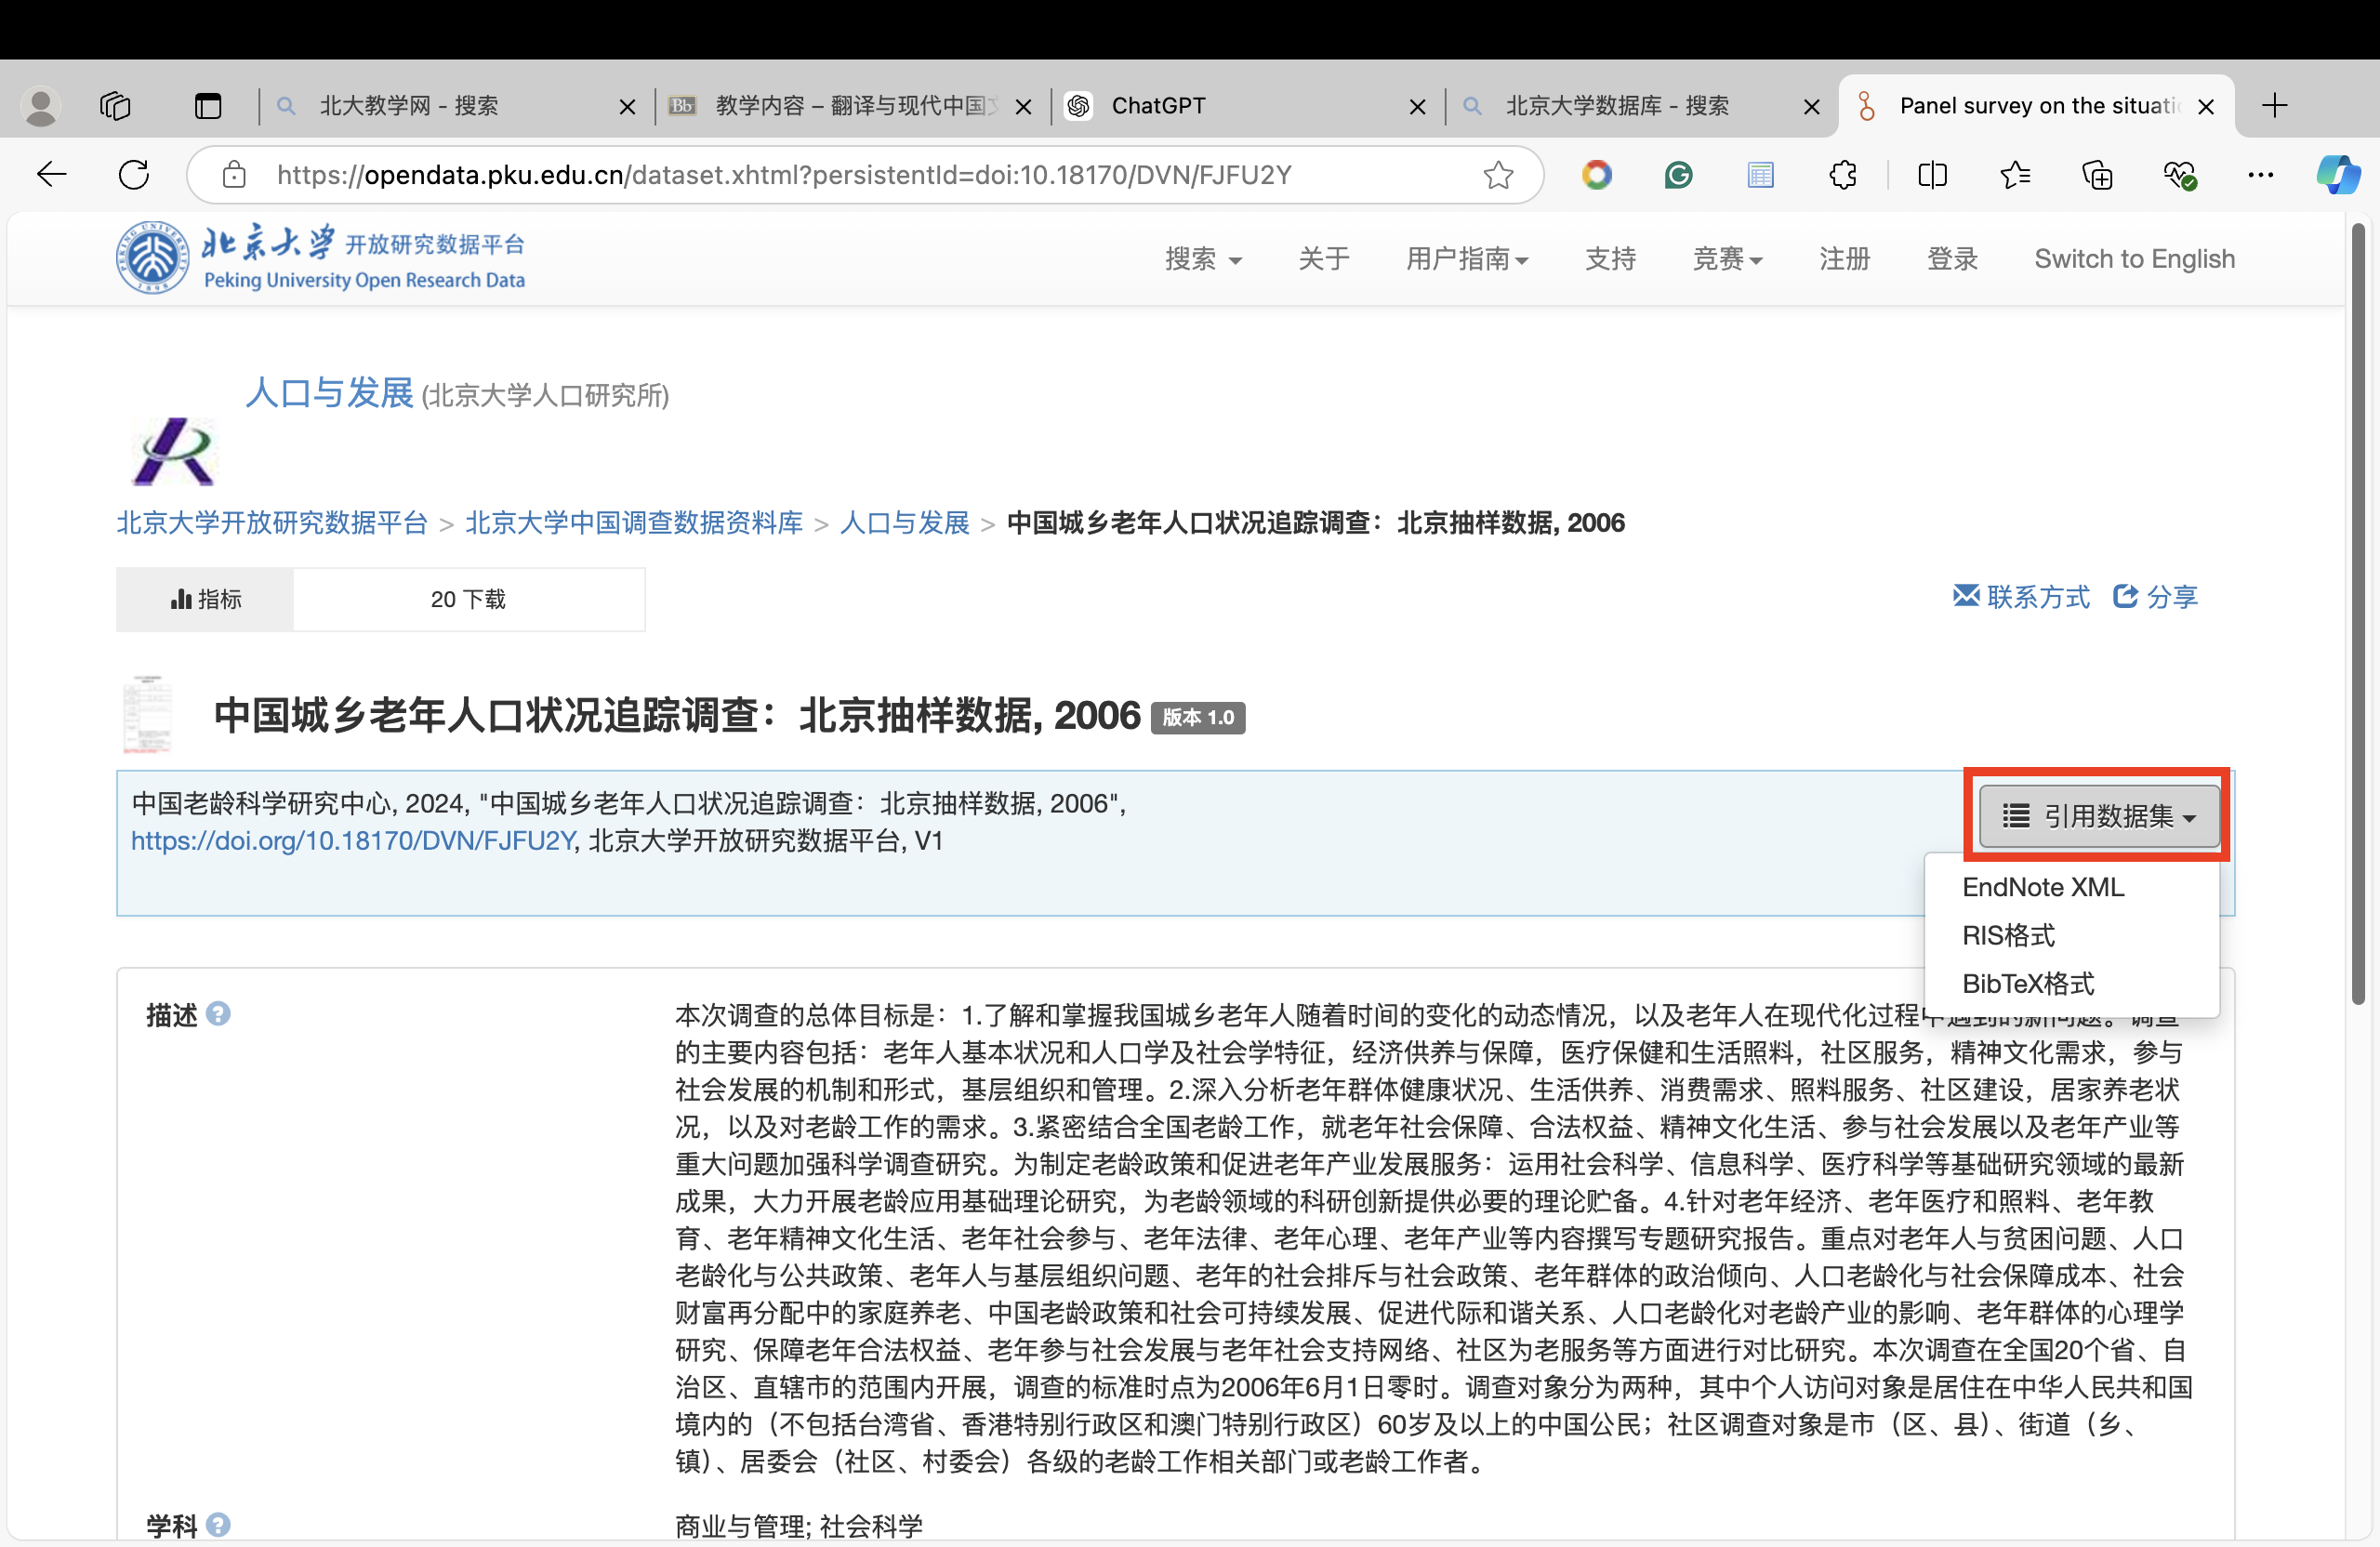 北大教学网 - 搜索
Bb
教学内容 – 翻译与现代中国
ChatGPT
北京大学数据库 - 搜索
Panel survey on the situati
https://opendata.pku.edu.cn/dataset.xhtml?persistentId=doi:10.18170/DVN/FJFU2Y
北京大学 开放研究数据平台
Peking University Open Research Data
搜索
关于
用户指南
支持
竞赛
注册
登录
Switch to English
人口与发展 (北京大学人口研究所)
北京大学开放研究数据平台 > 北京大学中国调查数据资料库 > 人口与发展 > 中国城乡老年人口状况追踪调查：北京抽样数据, 2006
指标
20 下载
联系方式
分享
中国城乡老年人口状况追踪调查：北京抽样数据, 2006 版本 1.0
中国老龄科学研究中心, 2024, "中国城乡老年人口状况追踪调查：北京抽样数据, 2006",
https://doi.org/10.18170/DVN/FJFU2Y, 北京大学开放研究数据平台, V1
引用数据集
EndNote XML
RIS格式
BibTeX格式
描述 ?
本次调查的总体目标是：1.了解和掌握我国城乡老年人随着时间的变化的动态情况，以及老年人在现代化过程中遇到的新问题。调查
的主要内容包括：老年人基本状况和人口学及社会学特征，经济供养与保障，医疗保健和生活照料，社区服务，精神文化需求，参与
社会发展的机制和形式，基层组织和管理。2.深入分析老年群体健康状况、生活供养、消费需求、照料服务、社区建设，居家养老状
况，以及对老龄工作的需求。3.紧密结合全国老龄工作，就老年社会保障、合法权益、精神文化生活、参与社会发展以及老年产业等
重大问题加强科学调查研究。为制定老龄政策和促进老年产业发展服务：运用社会科学、信息科学、医疗科学等基础研究领域的最新
成果，大力开展老龄应用基础理论研究，为老龄领域的科研创新提供必要的理论贮备。4.针对老年经济、老年医疗和照料、老年教
育、老年精神文化生活、老年社会参与、老年法律、老年心理、老年产业等内容撰写专题研究报告。重点对老年人与贫困问题、人口
老龄化与公共政策、老年人与基层组织问题、老年的社会排斥与社会政策、老年群体的政治倾向、人口老龄化与社会保障成本、社会
财富再分配中的家庭养老、中国老龄政策和社会可持续发展、促进代际和谐关系、人口老龄化对老龄产业的影响、老年群体的心理学
研究、保障老年合法权益、老年参与社会发展与老年社会支持网络、社区为老服务等方面进行对比研究。本次调查在全国20个省、自
治区、直辖市的范围内开展，调查的标准时点为2006年6月1日零时。调查对象分为两种，其中个人访问对象是居住在中华人民共和国
境内的（不包括台湾省、香港特别行政区和澳门特别行政区）60岁及以上的中国公民；社区调查对象是市（区、县）、街道（乡、
镇）、居委会（社区、村委会）各级的老龄工作相关部门或老龄工作者。
学科 ?
商业与管理; 社会科学